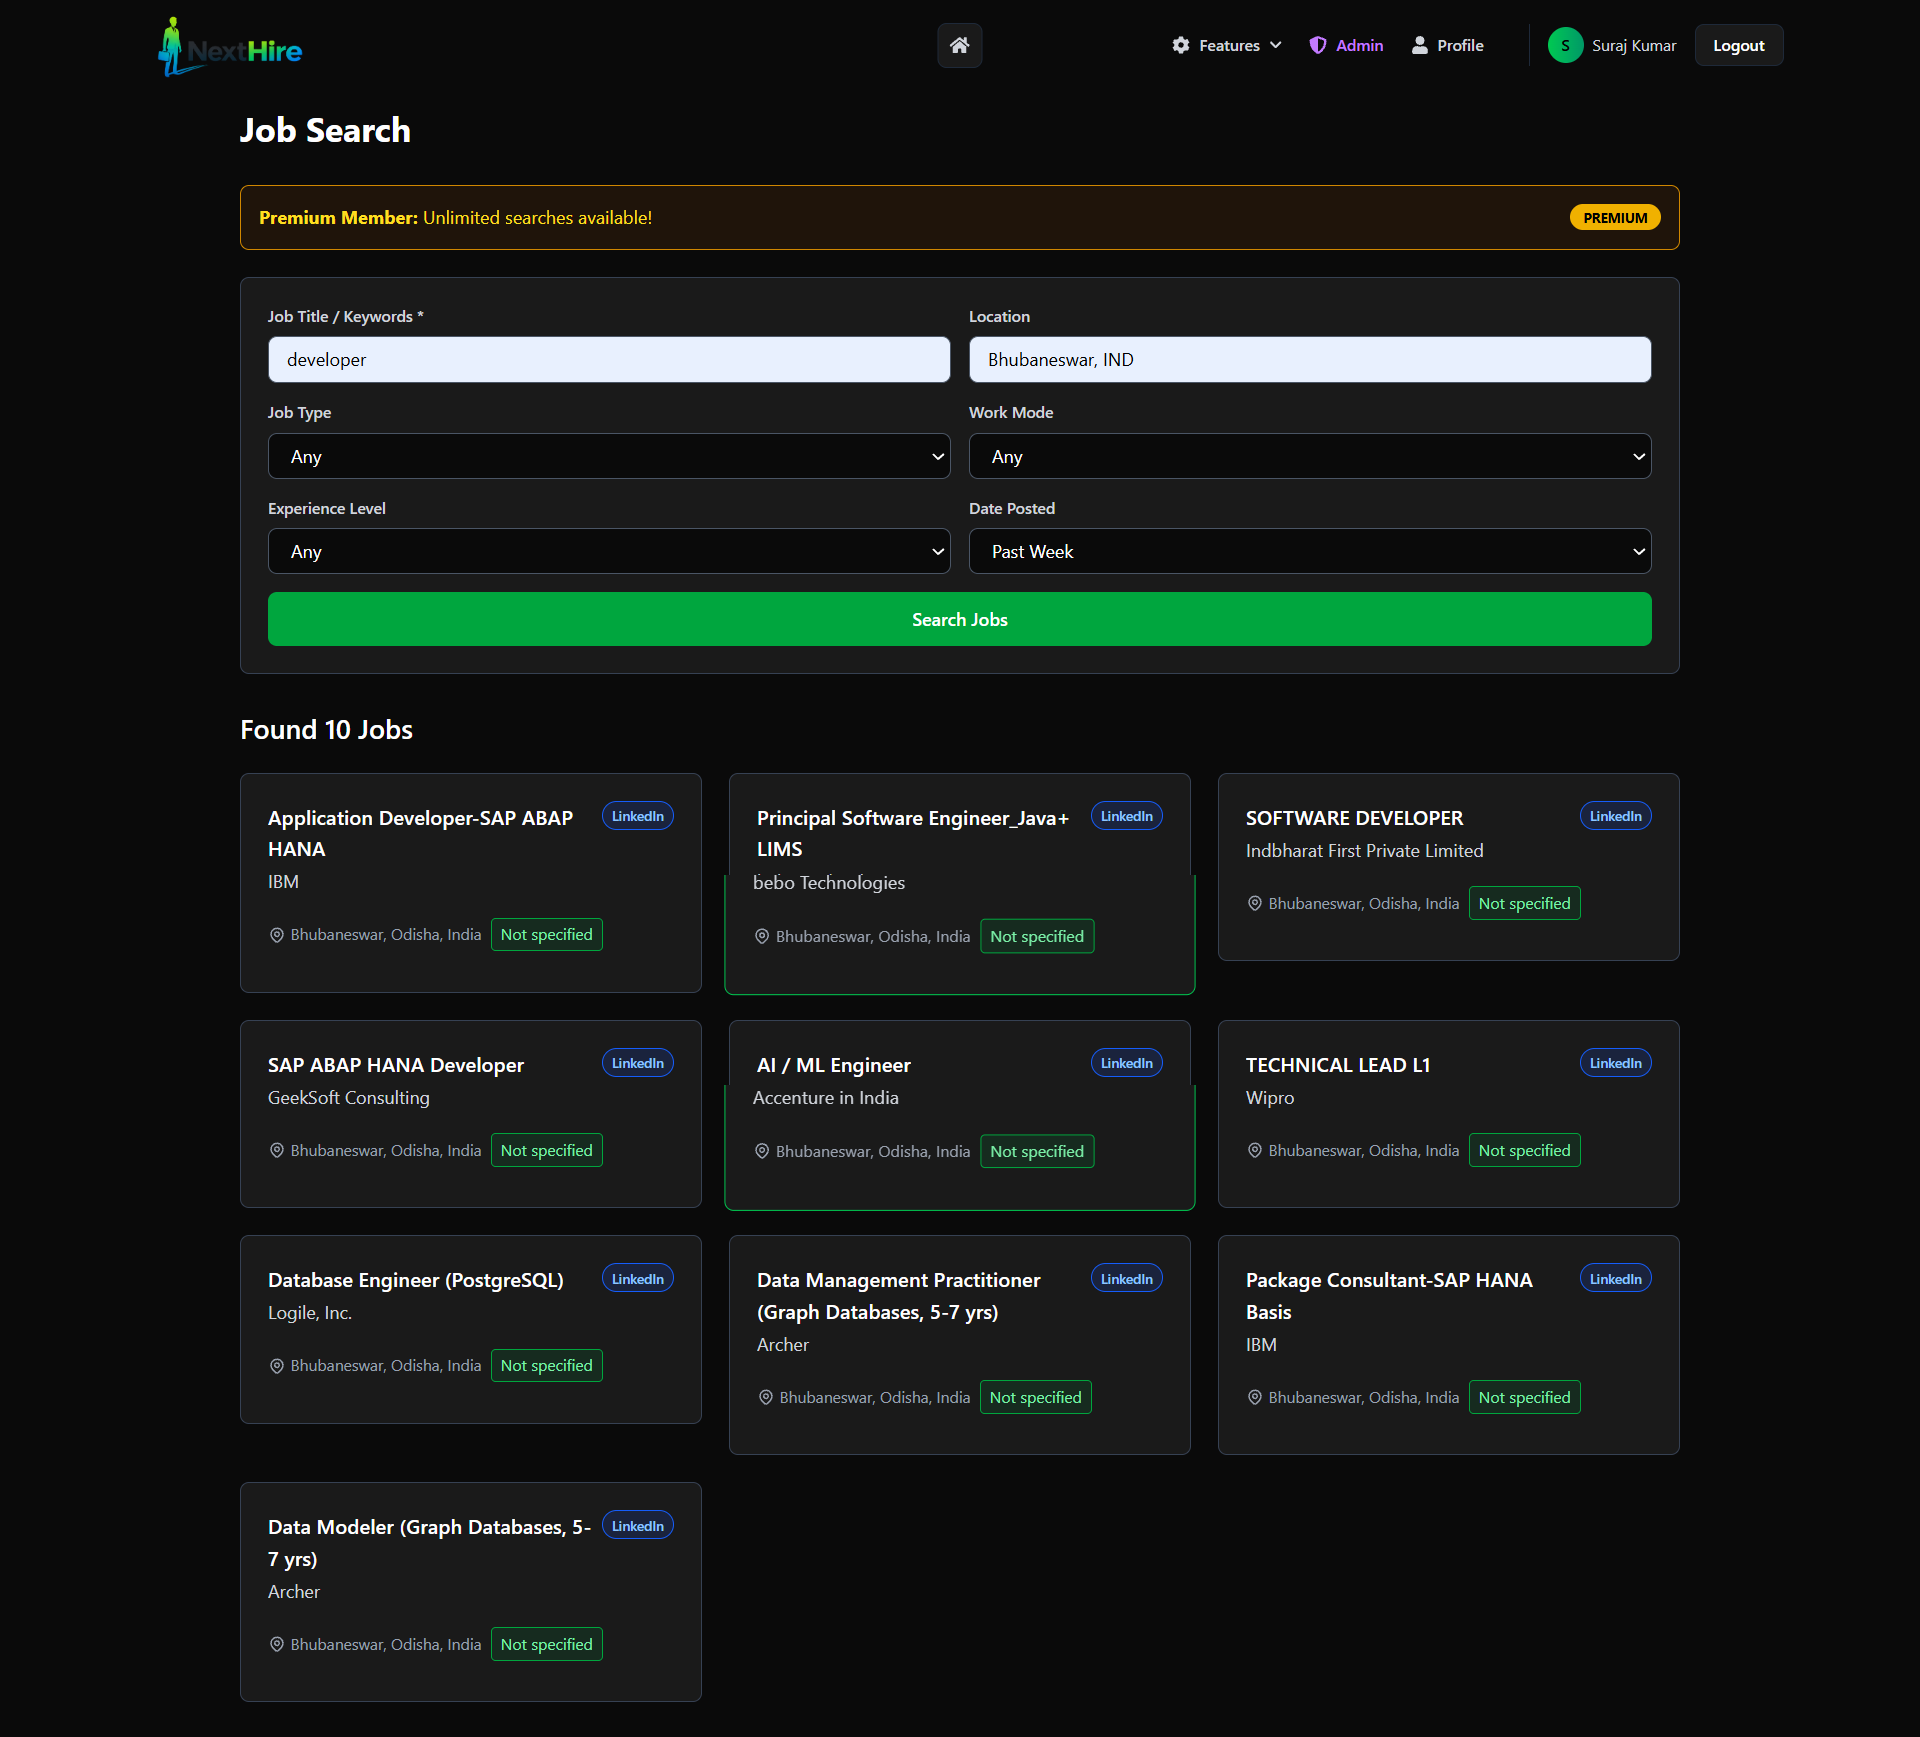 NextHire
Features
Admin
Profile
S
Suraj Kumar
Logout
Job Search
Premium Member: Unlimited searches available!
PREMIUM
Job Title / Keywords *
Location
developer
Bhubaneswar, IND
Job Type
Work Mode
Any
Any
Experience Level
Date Posted
Any
Past Week
Search Jobs
Found 10 Jobs
Application Developer-SAP ABAP
HANA
LinkedIn
IBM
Bhubaneswar, Odisha, India
Not specified
Principal Software Engineer_Java+
LIMS
LinkedIn
bebo Technologies
Bhubaneswar, Odisha, India
Not specified
SOFTWARE DEVELOPER
LinkedIn
Indbharat First Private Limited
Bhubaneswar, Odisha, India
Not specified
SAP ABAP HANA Developer
LinkedIn
GeekSoft Consulting
Bhubaneswar, Odisha, India
Not specified
AI / ML Engineer
LinkedIn
Accenture in India
Bhubaneswar, Odisha, India
Not specified
TECHNICAL LEAD L1
LinkedIn
Wipro
Bhubaneswar, Odisha, India
Not specified
Database Engineer (PostgreSQL)
LinkedIn
Logile, Inc.
Bhubaneswar, Odisha, India
Not specified
Data Management Practitioner
(Graph Databases, 5-7 yrs)
LinkedIn
Archer
Bhubaneswar, Odisha, India
Not specified
Package Consultant-SAP HANA
Basis
LinkedIn
IBM
Bhubaneswar, Odisha, India
Not specified
Data Modeler (Graph Databases, 5-
7 yrs)
LinkedIn
Archer
Bhubaneswar, Odisha, India
Not specified